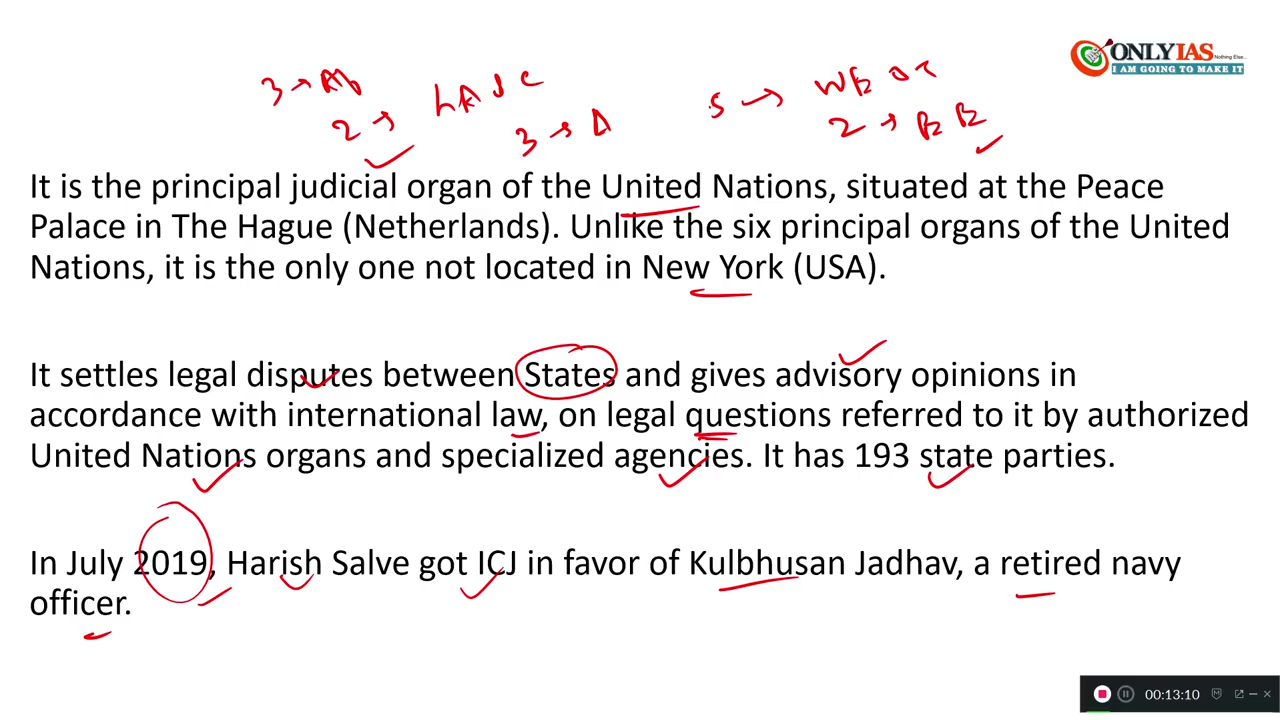 ONLYIAS
Nothing Else...
I AM GOING TO MAKE IT
3 → Ab
2 → LASC
3 → A
5 → WEOS
2 → EE
It is the principal judicial organ of the United Nations, situated at the Peace
Palace in The Hague (Netherlands). Unlike the six principal organs of the United
Nations, it is the only one not located in New York (USA).
It settles legal disputes between States and gives advisory opinions in
accordance with international law, on legal questions referred to it by authorized
United Nations organs and specialized agencies. It has 193 state parties.
In July 2019, Harish Salve got ICJ in favor of Kulbhusan Jadhav, a retired navy
officer.
00:13:10